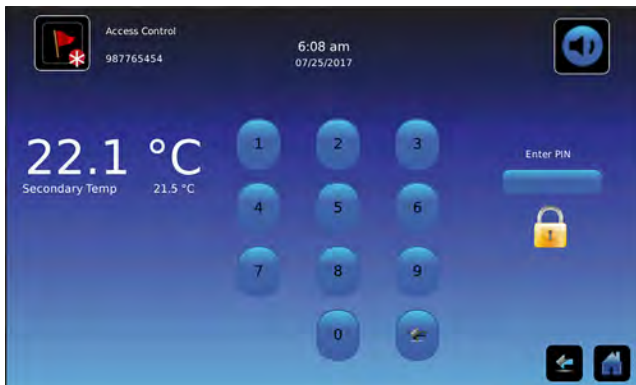 Access Control
987765454
6:08 am
07/25/2017
22.1 °C
Secondary Temp 21.5 °C
1 2 3
4 5 6
7 8 9
0
Enter PIN